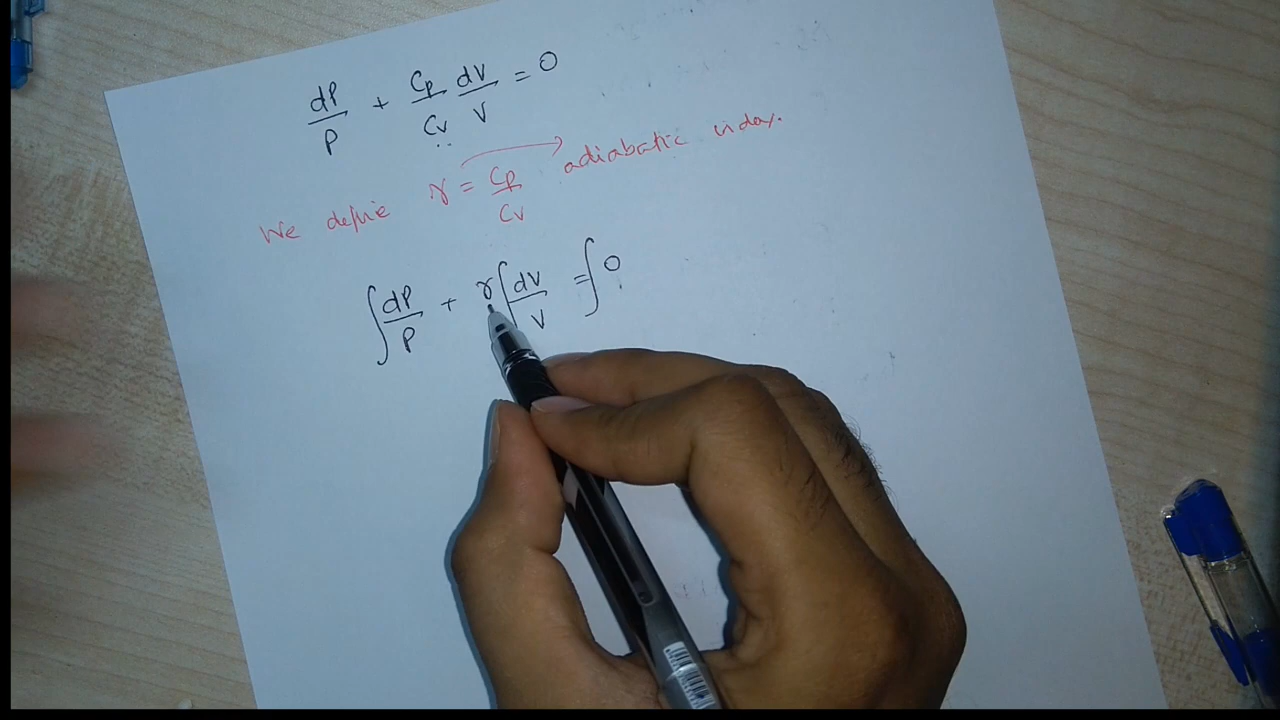 dP/P + Cp/Cv dV/V = 0
We define γ = Cp/Cv → adiabatic index.
∫dP/P + γ∫dV/V = ∫0